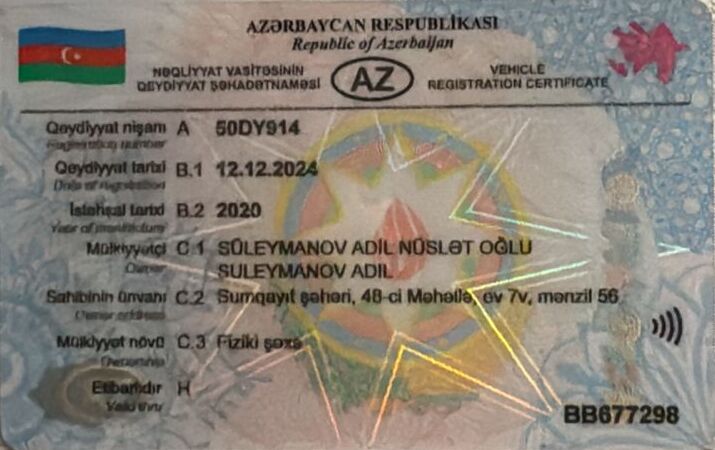 AZƏRBAYCAN RESPUBLİKASI
Republic of Azerbaijan
NƏQLİYYAT VASİTƏSİNİN
QEYDİYYAT ŞƏHADƏTNAMƏSİ
AZ
VEHICLE
REGISTRATION CERTIFICATE
Qeydiyyat nişanı A 50DY914
Registration number
Qeydiyyat tarixi B.1 12.12.2024
Date of registration
İstehsal tarixi B.2 2020
Year of manufacture
Mülkiyyətçi C.1 SÜLEYMANOV ADİL NÜSLƏT OĞLU
Owner SULEYMANOV ADIL
Sahibinin ünvanı C.2 Sumqayıt şəhəri, 48-ci Məhəllə, ev 7v, mənzil 56
Owner address
Mülkiyyət növü C.3 Fiziki şəxs
Ownership
Etibarlıdır H
Valid thru
BB677298